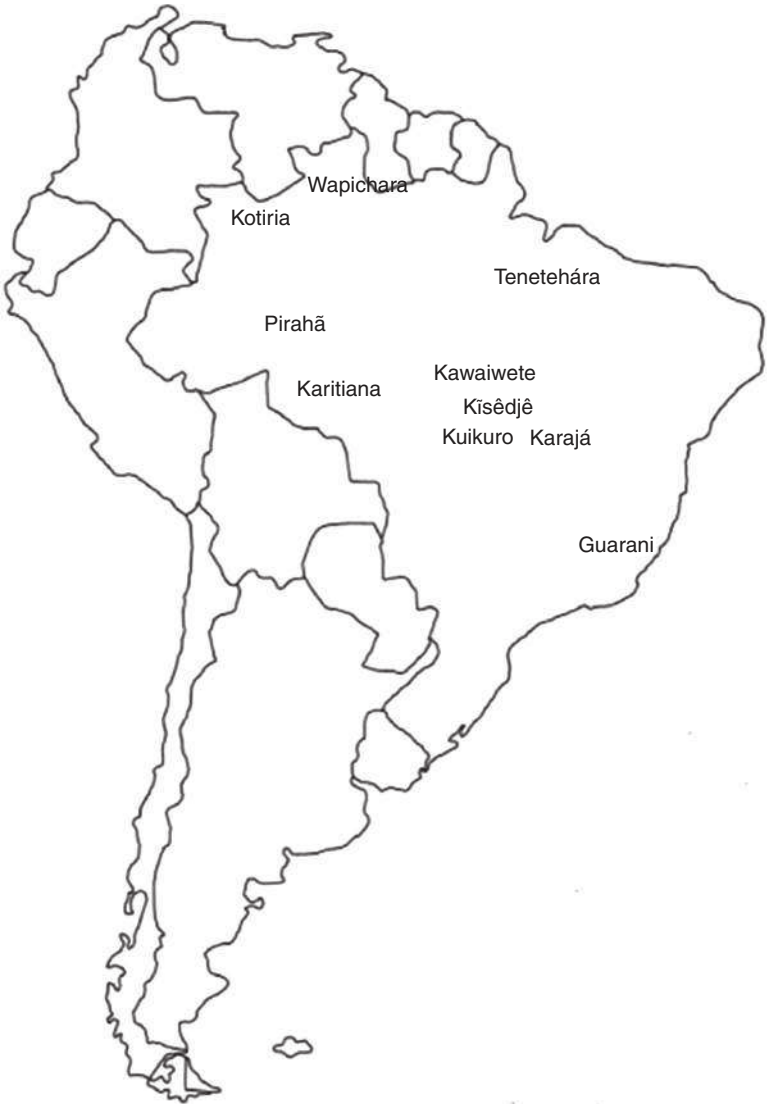 Wapichara
Kotiria
Tenetehára
Pirahã
Kawaiwete
Karitiana
Kĩsêdjê
Kuikuro Karajá
Guarani